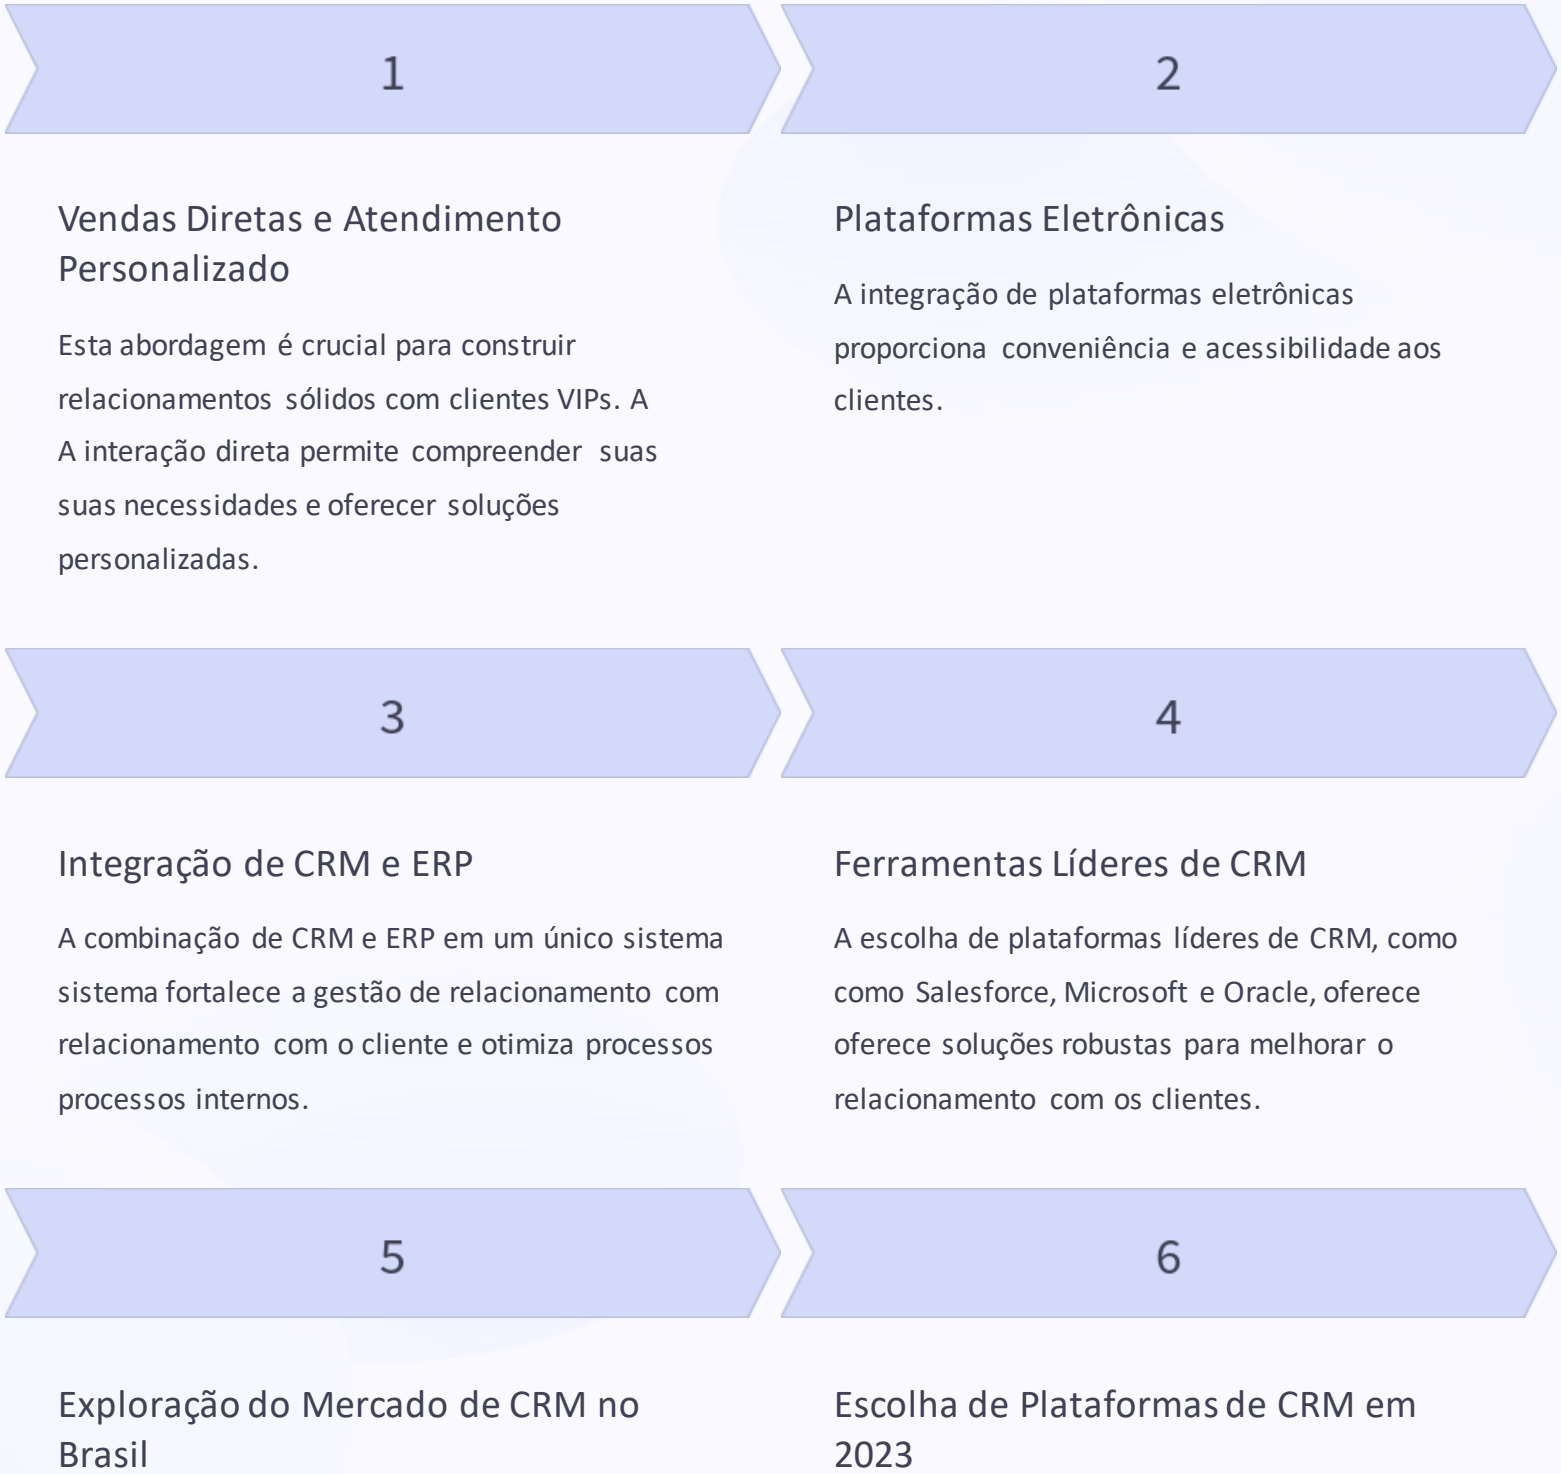 1
2
Vendas Diretas e Atendimento
Personalizado
Esta abordagem é crucial para construir
relacionamentos sólidos com clientes VIPs. A
A interação direta permite compreender suas
suas necessidades e oferecer soluções
personalizadas.
Plataformas Eletrônicas
A integração de plataformas eletrônicas
proporciona conveniência e acessibilidade aos
clientes.
3
4
Integração de CRM e ERP
A combinação de CRM e ERP em um único sistema
sistema fortalece a gestão de relacionamento com
relacionamento com o cliente e otimiza processos
processos internos.
Ferramentas Líderes de CRM
A escolha de plataformas líderes de CRM, como
como Salesforce, Microsoft e Oracle, oferece
oferece soluções robustas para melhorar o
relacionamento com os clientes.
5
6
Exploração do Mercado de CRM no
Brasil
Escolha de Plataformas de CRM em
2023